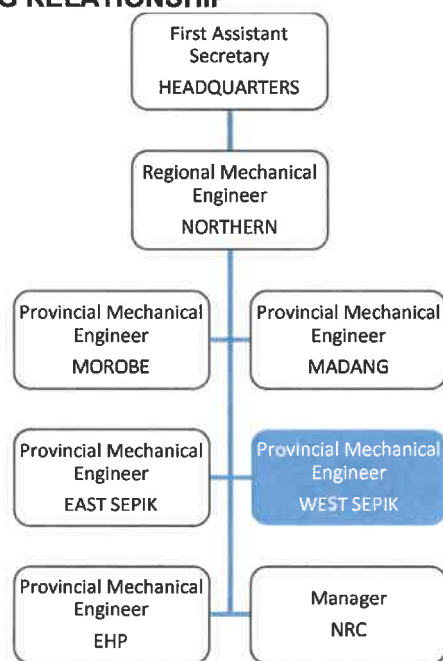 G RELATIONSHIP
First Assistant
Secretary
HEADQUARTERS
Regional Mechanical
Engineer
NORTHERN
Provincial Mechanical
Engineer
MOROBE
Provincial Mechanical
Engineer
MADANG
Provincial Mechanical
Engineer
EAST SEPIK
Provincial Mechanical
Engineer
WEST SEPIK
Provincial Mechanical
Engineer
EHP
Manager
NRC